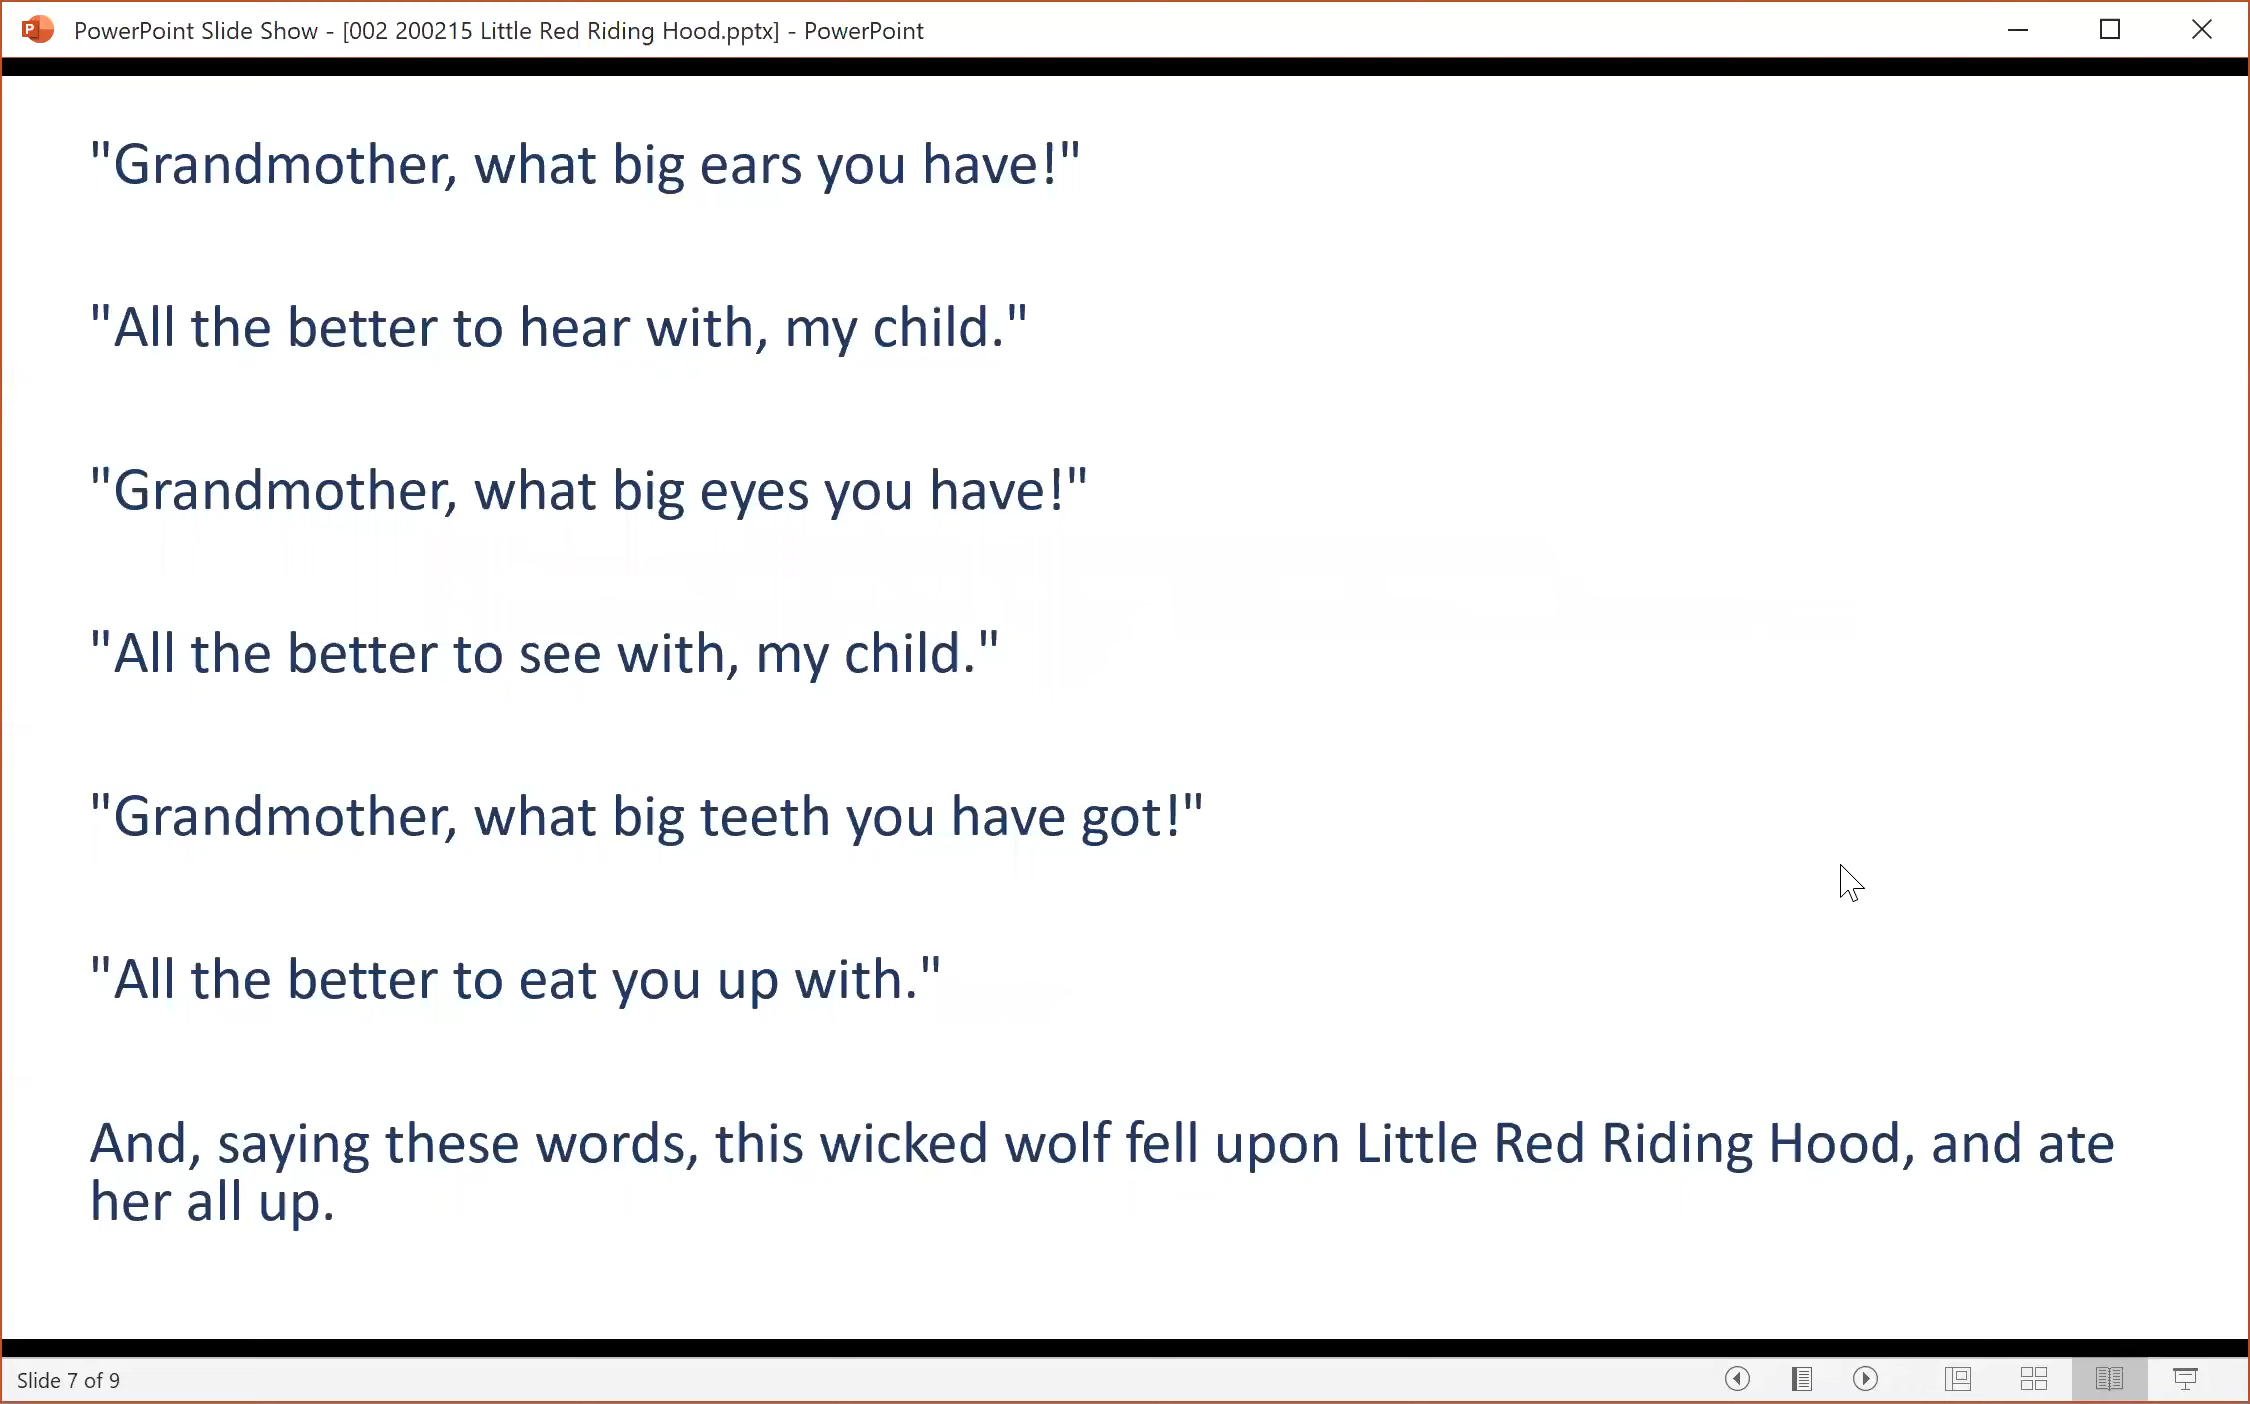 PowerPoint Slide Show - [002 200215 Little Red Riding Hood.pptx] - PowerPoint
"Grandmother, what big ears you have!"
"All the better to hear with, my child."
"Grandmother, what big eyes you have!"
"All the better to see with, my child."
"Grandmother, what big teeth you have got!"
"All the better to eat you up with."
And, saying these words, this wicked wolf fell upon Little Red Riding Hood, and ate
her all up.
Slide 7 of 9